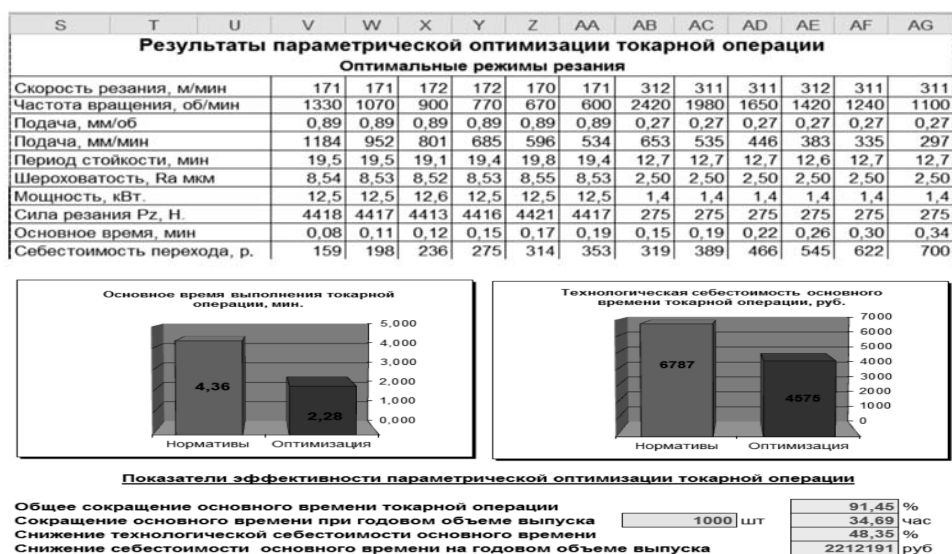 S T U V W X Y Z AA AB AC AD AE AF AG
Результаты параметрической оптимизации токарной операции
Оптимальные режимы резания
Скорость резания, м/мин 171 171 172 172 170 171 312 311 311 312 311 311
Частота вращения, об/мин 1330 1070 900 770 670 600 2420 1980 1650 1420 1240 1100
Подача, мм/об 0,89 0,89 0,89 0,89 0,89 0,89 0,27 0,27 0,27 0,27 0,27 0,27
Подача, мм/мин 1184 952 801 685 596 534 653 535 446 383 335 297
Период стойкости, мин 19,5 19,5 19,1 19,4 19,8 19,4 12,7 12,7 12,7 12,6 12,7 12,7
Шероховатость, Ra мкм 8,54 8,53 8,52 8,53 8,55 8,53 2,50 2,50 2,50 2,50 2,50 2,50
Мощность, кВт. 12,5 12,5 12,6 12,5 12,5 12,5 1,4 1,4 1,4 1,4 1,4 1,4
Сила резания Pz, Н. 4418 4417 4413 4416 4421 4417 275 275 275 275 275 275
Основное время, мин 0,08 0,11 0,12 0,15 0,17 0,19 0,15 0,19 0,22 0,26 0,30 0,34
Себестоимость перехода, р. 159 198 236 275 314 353 319 389 466 545 622 700
Основное время выполнения токарной
операции, мин.
5,000
4,000
3,000
2,000
1,000
0,000
4,36
2,28
Нормативы Оптимизация
Технологическая себестоимость основного
времени токарной операции, руб.
7000
6000
5000
4000
3000
2000
1000
0
6787
4575
Нормативы Оптимизация
Показатели эффективности параметрической оптимизации токарной операции
Общее сокращение основного времени токарной операции 91,45 %
Сокращение основного времени при годовом объеме выпуска 1000 шт 34,69 час
Снижение технологической себестоимости основного времени 48,35 %
Снижение себестоимости основного времени на годовом объеме выпуска 2212191 руб